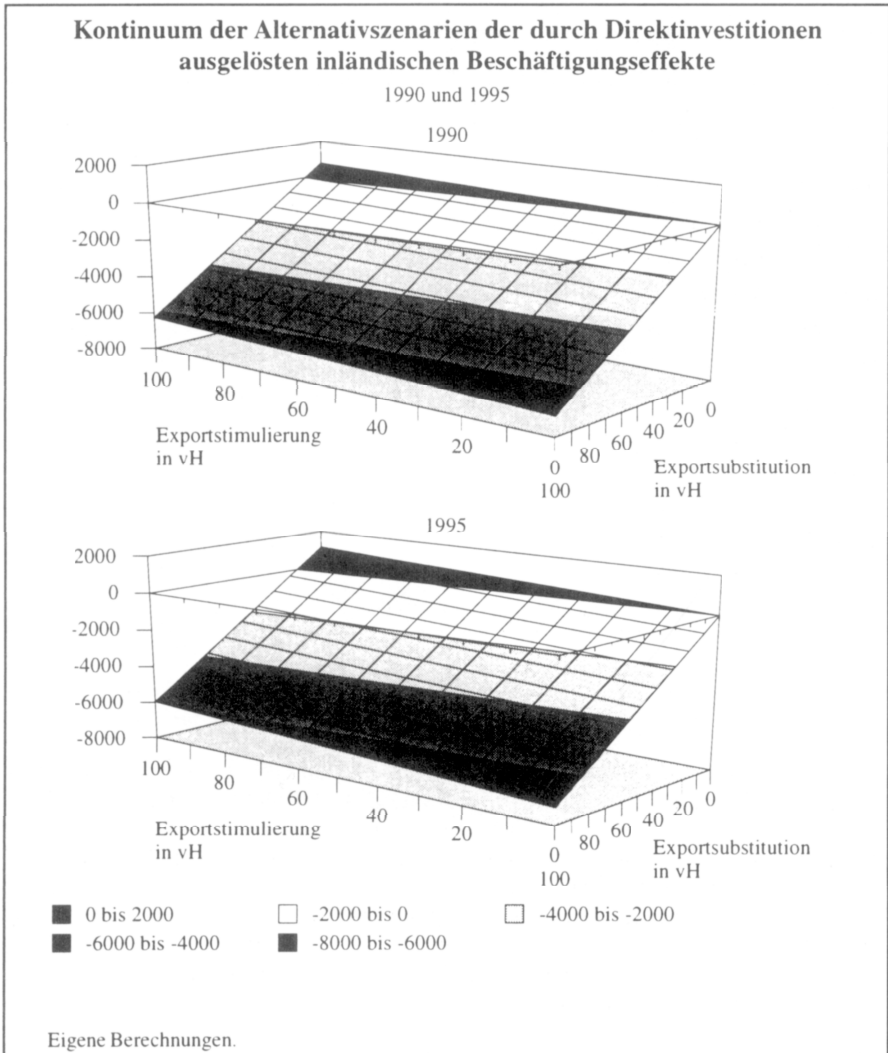 Kontinuum der Alternativszenarien der durch Direktinvestitionen
ausgelösten inländischen Beschäftigungseffekte
1990 und 1995
1990
2000
0
-2000
-4000
-6000
-8000
100
80
60
40
20
0
Exportstimulierung
in vH
100
80
60
40
20
0
Exportsubstitution
in vH
1995
2000
0
-2000
-4000
-6000
-8000
100
80
60
40
20
0
Exportstimulierung
in vH
100
80
60
40
20
0
Exportsubstitution
in vH
0 bis 2000
-2000 bis 0
-4000 bis -2000
-6000 bis -4000
-8000 bis -6000
Eigene Berechnungen.